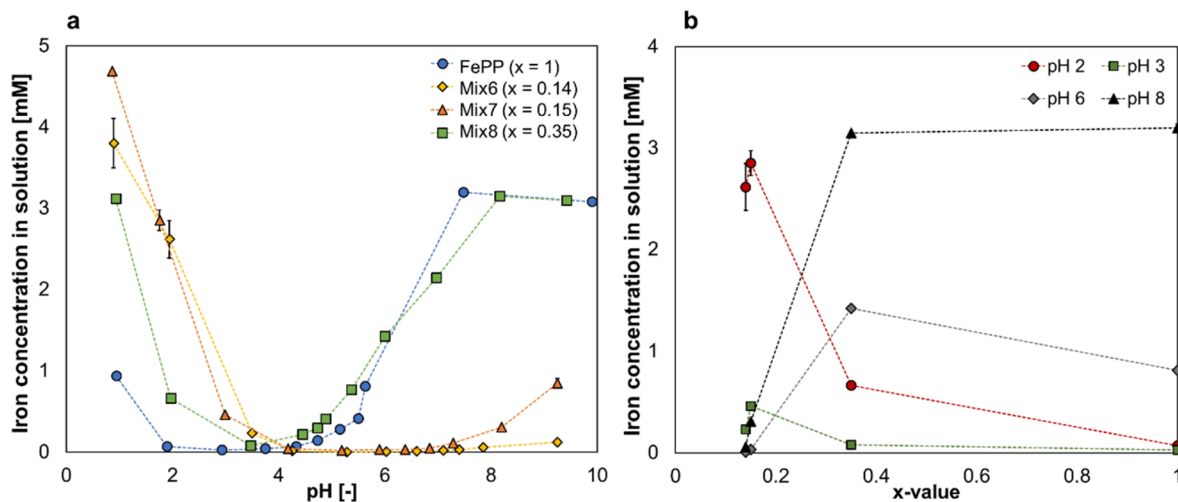 a
Iron concentration in solution [mM]
5
4
3
2
1
0
0 2 4 6 8 10
pH [-]
FePP (x = 1)
Mix6 (x = 0.14)
Mix7 (x = 0.15)
Mix8 (x = 0.35)
b
Iron concentration in solution [mM]
4
3
2
1
0
0 0.2 0.4 0.6 0.8 1
x-value
pH 2 pH 3
pH 6 pH 8